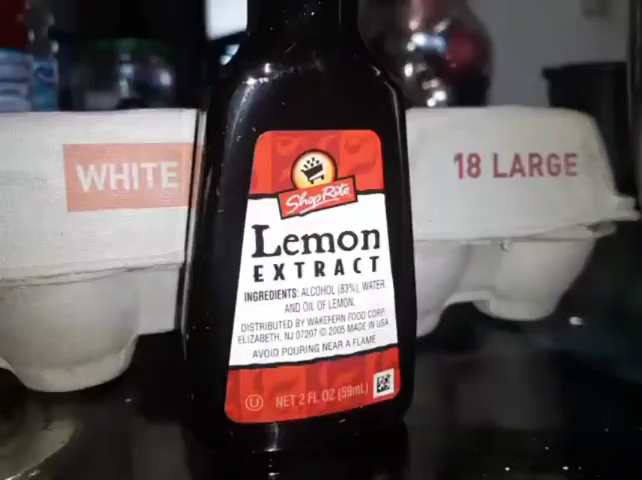 WHITE
18 LARGE
ShopRite
Lemon
EXTRACT
INGREDIENTS: ALCOHOL (83%), WATER
AND OIL OF LEMON.
DISTRIBUTED BY WAKEFERN FOOD CORP.
ELIZABETH, NJ 07207 © 2005 MADE IN USA
AVOID POURING NEAR A FLAME
U NET 2 FL OZ (59mL)